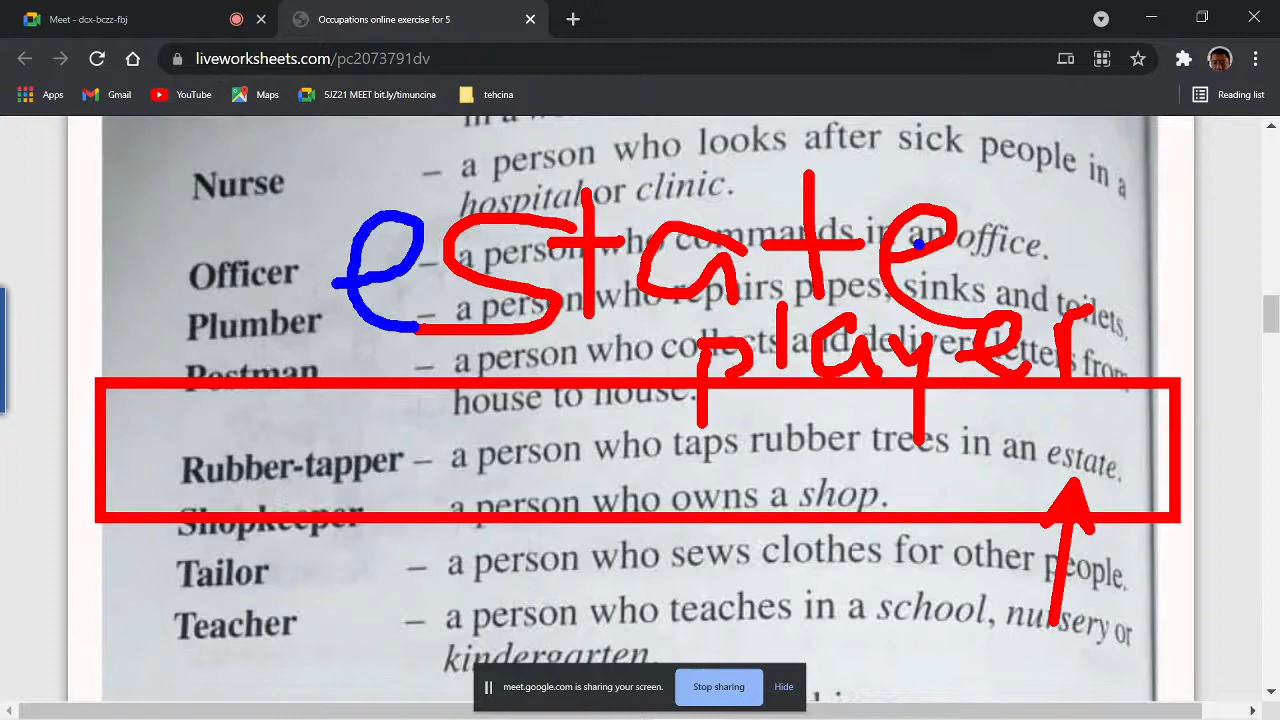 Meet - dcx-bczz-fbj
Occupations online exercise for 5
liveworksheets.com/pc2073791dv
Apps Gmail YouTube Maps 5JZ21 MEET bit.ly/timuncina tehcina Reading list
Nurse – a person who looks after sick people in a
hospital or clinic.
estate
Officer – a person who commands in an office.
Plumber – a person who repairs pipes, sinks and toilets.
player
Postman – a person who collects and delivers letters from
house to house.
Rubber-tapper – a person who taps rubber trees in an estate.
Shopkeeper – a person who owns a shop.
Tailor – a person who sews clothes for other people.
Teacher – a person who teaches in a school, nursery or
kindergarten.
meet.google.com is sharing your screen. Stop sharing Hide